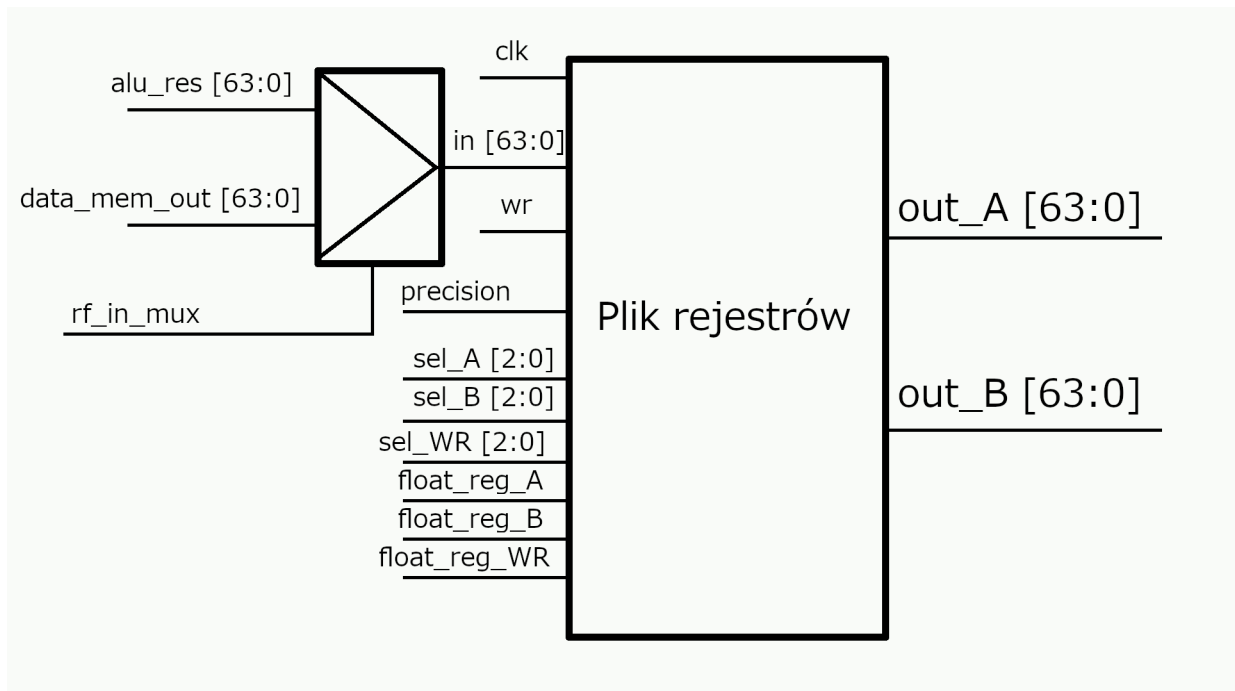 clk
alu_res [63:0]
in [63:0]
data_mem_out [63:0]
wr
out_A [63:0]
precision
rf_in_mux
Plik rejestrów
sel_A [2:0]
sel_B [2:0]
out_B [63:0]
sel_WR [2:0]
float_reg_A
float_reg_B
float_reg_WR